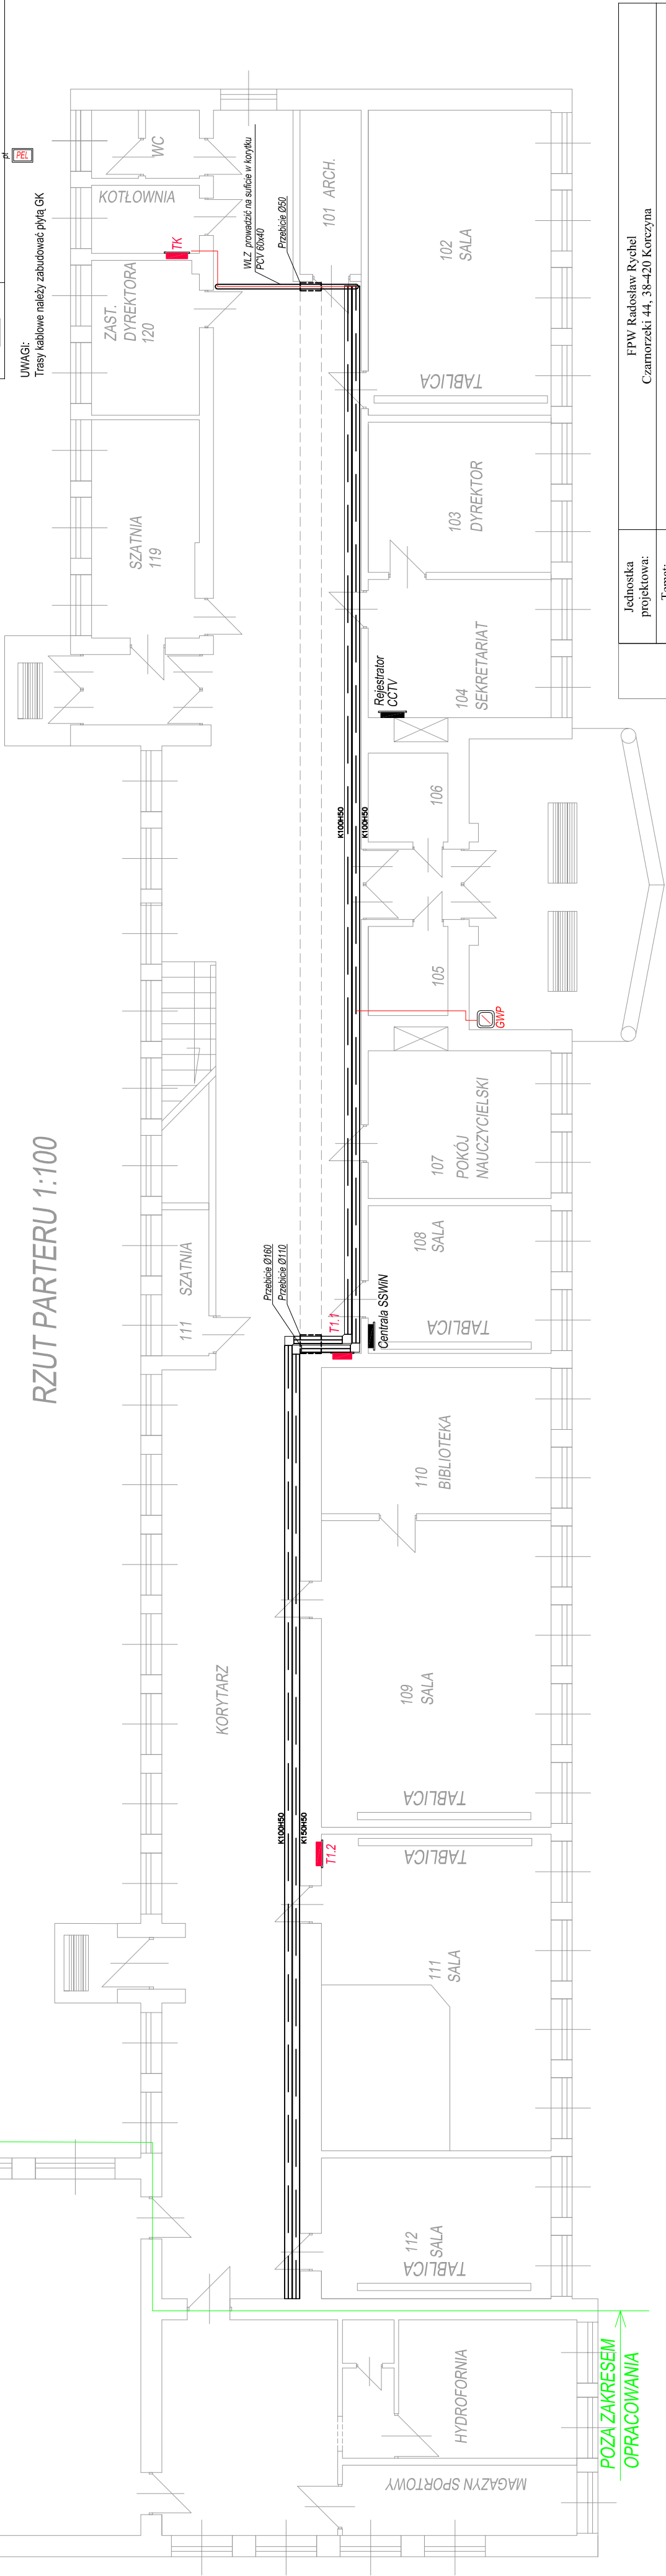 RZUT PARTERU 1:100
pł
PEL
UWAGI:
Trasy kablowe należy zabudować płytą GK
WC
KOTŁOWNIA
TK
ZAST.
DYREKTORA
120
SZATNIA
119
WLZ prowadzić na suficie w korytku
PCV 60x40
Przebicie Ø50
101 ARCH.
102
SALA
TABLICA
103
DYREKTOR
104
SEKRETARIAT
Rejestrator
CCTV
106
K100H50
K100H50
105
GWP
107
POKÓJ
NAUCZYCIELSKI
108
SALA
TABLICA
Centrala SSWiN
T1.1
Przebicie Ø160
Przebicie Ø110
111
SZATNIA
110
BIBLIOTEKA
KORYTARZ
109
SALA
TABLICA
K100H50
K150H50
T1.2
TABLICA
111
SALA
112
SALA
TABLICA
HYDROFORNIA
MAGAZYN SPORTOWY
POZA ZAKRESEM
OPRACOWANIA
Jednostka
projektowa:
FPW Radosław Rychel
Czarnorzeki 44, 38-420 Korczyna